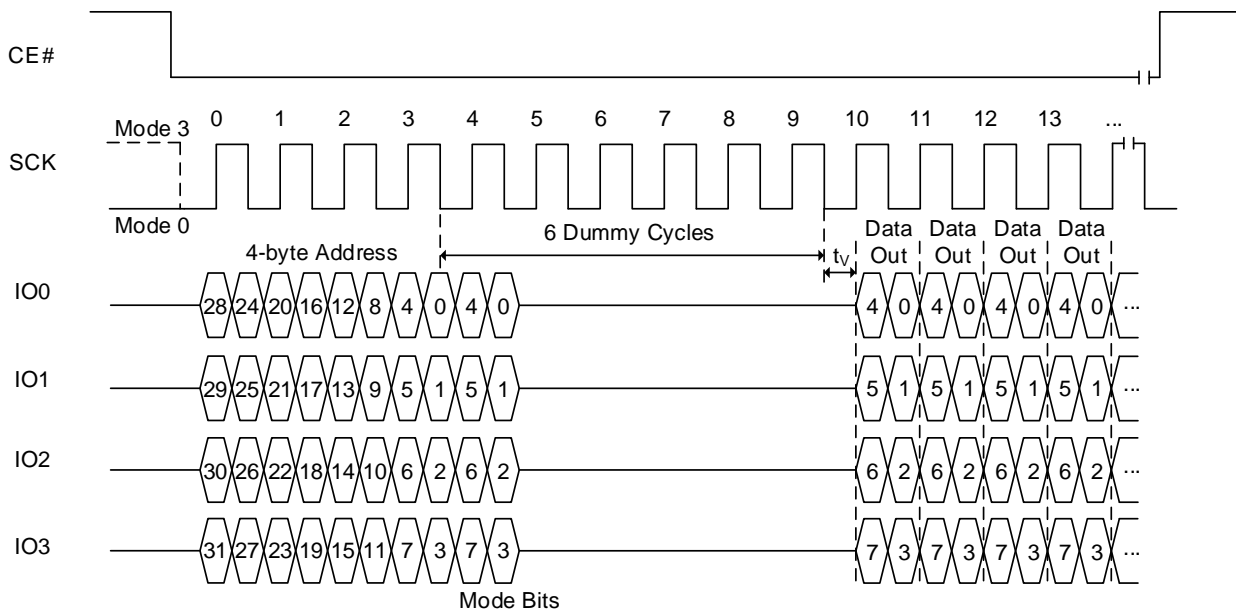 CE#
0 1 2 3 4 5 6 7 8 9 10 11 12 13 ...
Mode 3
SCK
Mode 0
6 Dummy Cycles
Data Out Data Out Data Out Data Out
4-byte Address
tV
IO0 28 24 20 16 12 8 4 0 4 0 4 0 4 0 4 0 4 0 ...
IO1 29 25 21 17 13 9 5 1 5 1 5 1 5 1 5 1 5 1 ...
IO2 30 26 22 18 14 10 6 2 6 2 6 2 6 2 6 2 6 2 ...
IO3 31 27 23 19 15 11 7 3 7 3 7 3 7 3 7 3 7 3 ...
Mode Bits